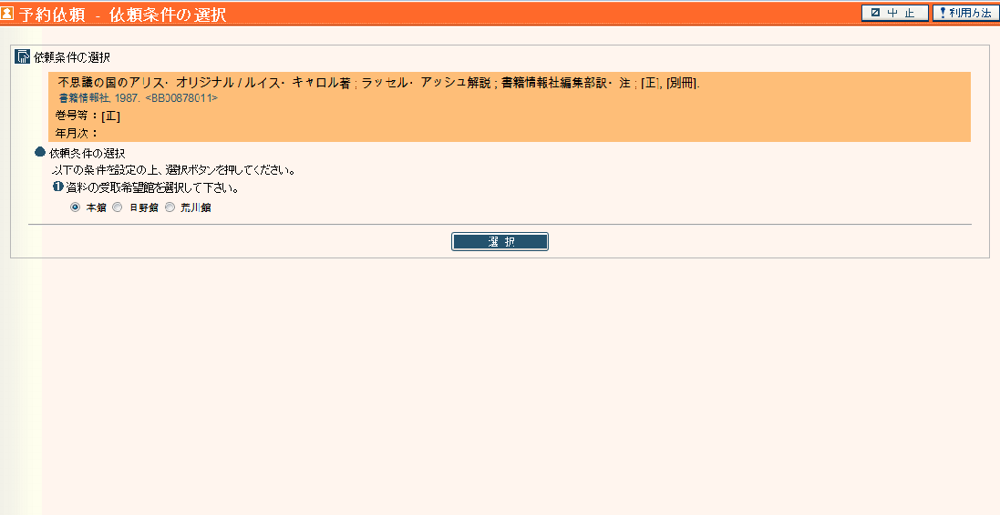 予約依頼 - 依頼条件の選択
中 止
利用方法
依頼条件の選択
不思議の国のアリス・オリジナル / ルイス・キャロル著 ; ラッセル・アッシュ解説 ; 書籍情報社編集部訳・注 ; [正], [別冊].
書籍情報社, 1987. <BB00878011>
巻号等：[正]
年月次：
依頼条件の選択
以下の条件を設定の上、選択ボタンを押してください。
1 資料の受取希望館を選択して下さい。
本館 日野館 荒川館
選 択